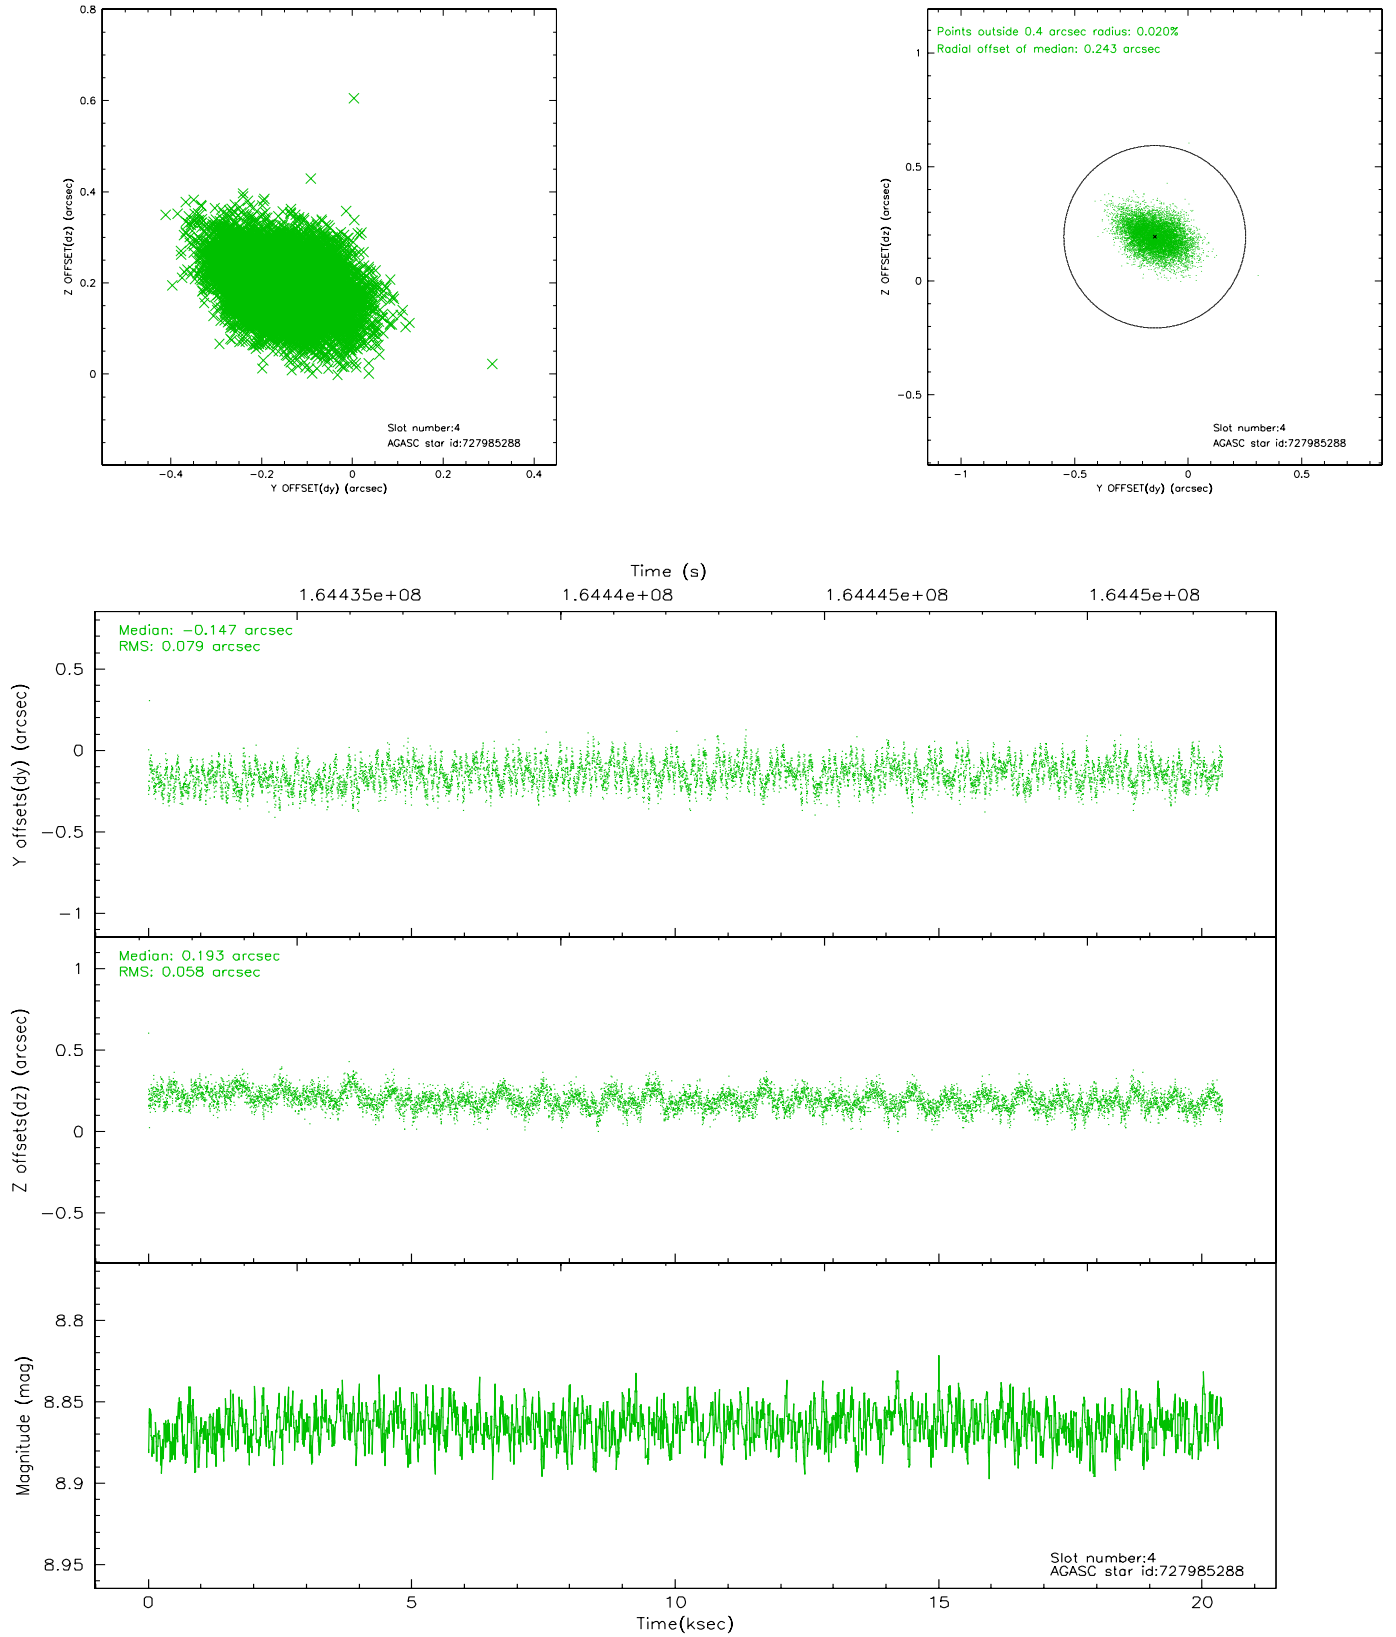 0.8
0.6
0.4
0.2
0
Z OFFSET(dz) (arcsec)
Slot number:4
AGASC star id:727985288
−0.4 −0.2 0 0.2 0.4
Y OFFSET(dy) (arcsec)
Points outside 0.4 arcsec radius: 0.020%
Radial offset of median: 0.243 arcsec
1
0.5
0
−0.5
Z OFFSET(dz) (arcsec)
Slot number:4
AGASC star id:727985288
−1 −0.5 0 0.5
Y OFFSET(dy) (arcsec)
Time (s)
1.64435e+08 1.6444e+08 1.64445e+08 1.6445e+08
Median: −0.147 arcsec
RMS: 0.079 arcsec
0.5
0
−0.5
−1
Y offsets(dy) (arcsec)
Median: 0.193 arcsec
RMS: 0.058 arcsec
1
0.5
0
−0.5
Z offsets(dz) (arcsec)
8.8
8.85
8.9
8.95
Magnitude (mag)
Slot number:4
AGASC star id:727985288
0 5 10 15 20
Time(ksec)